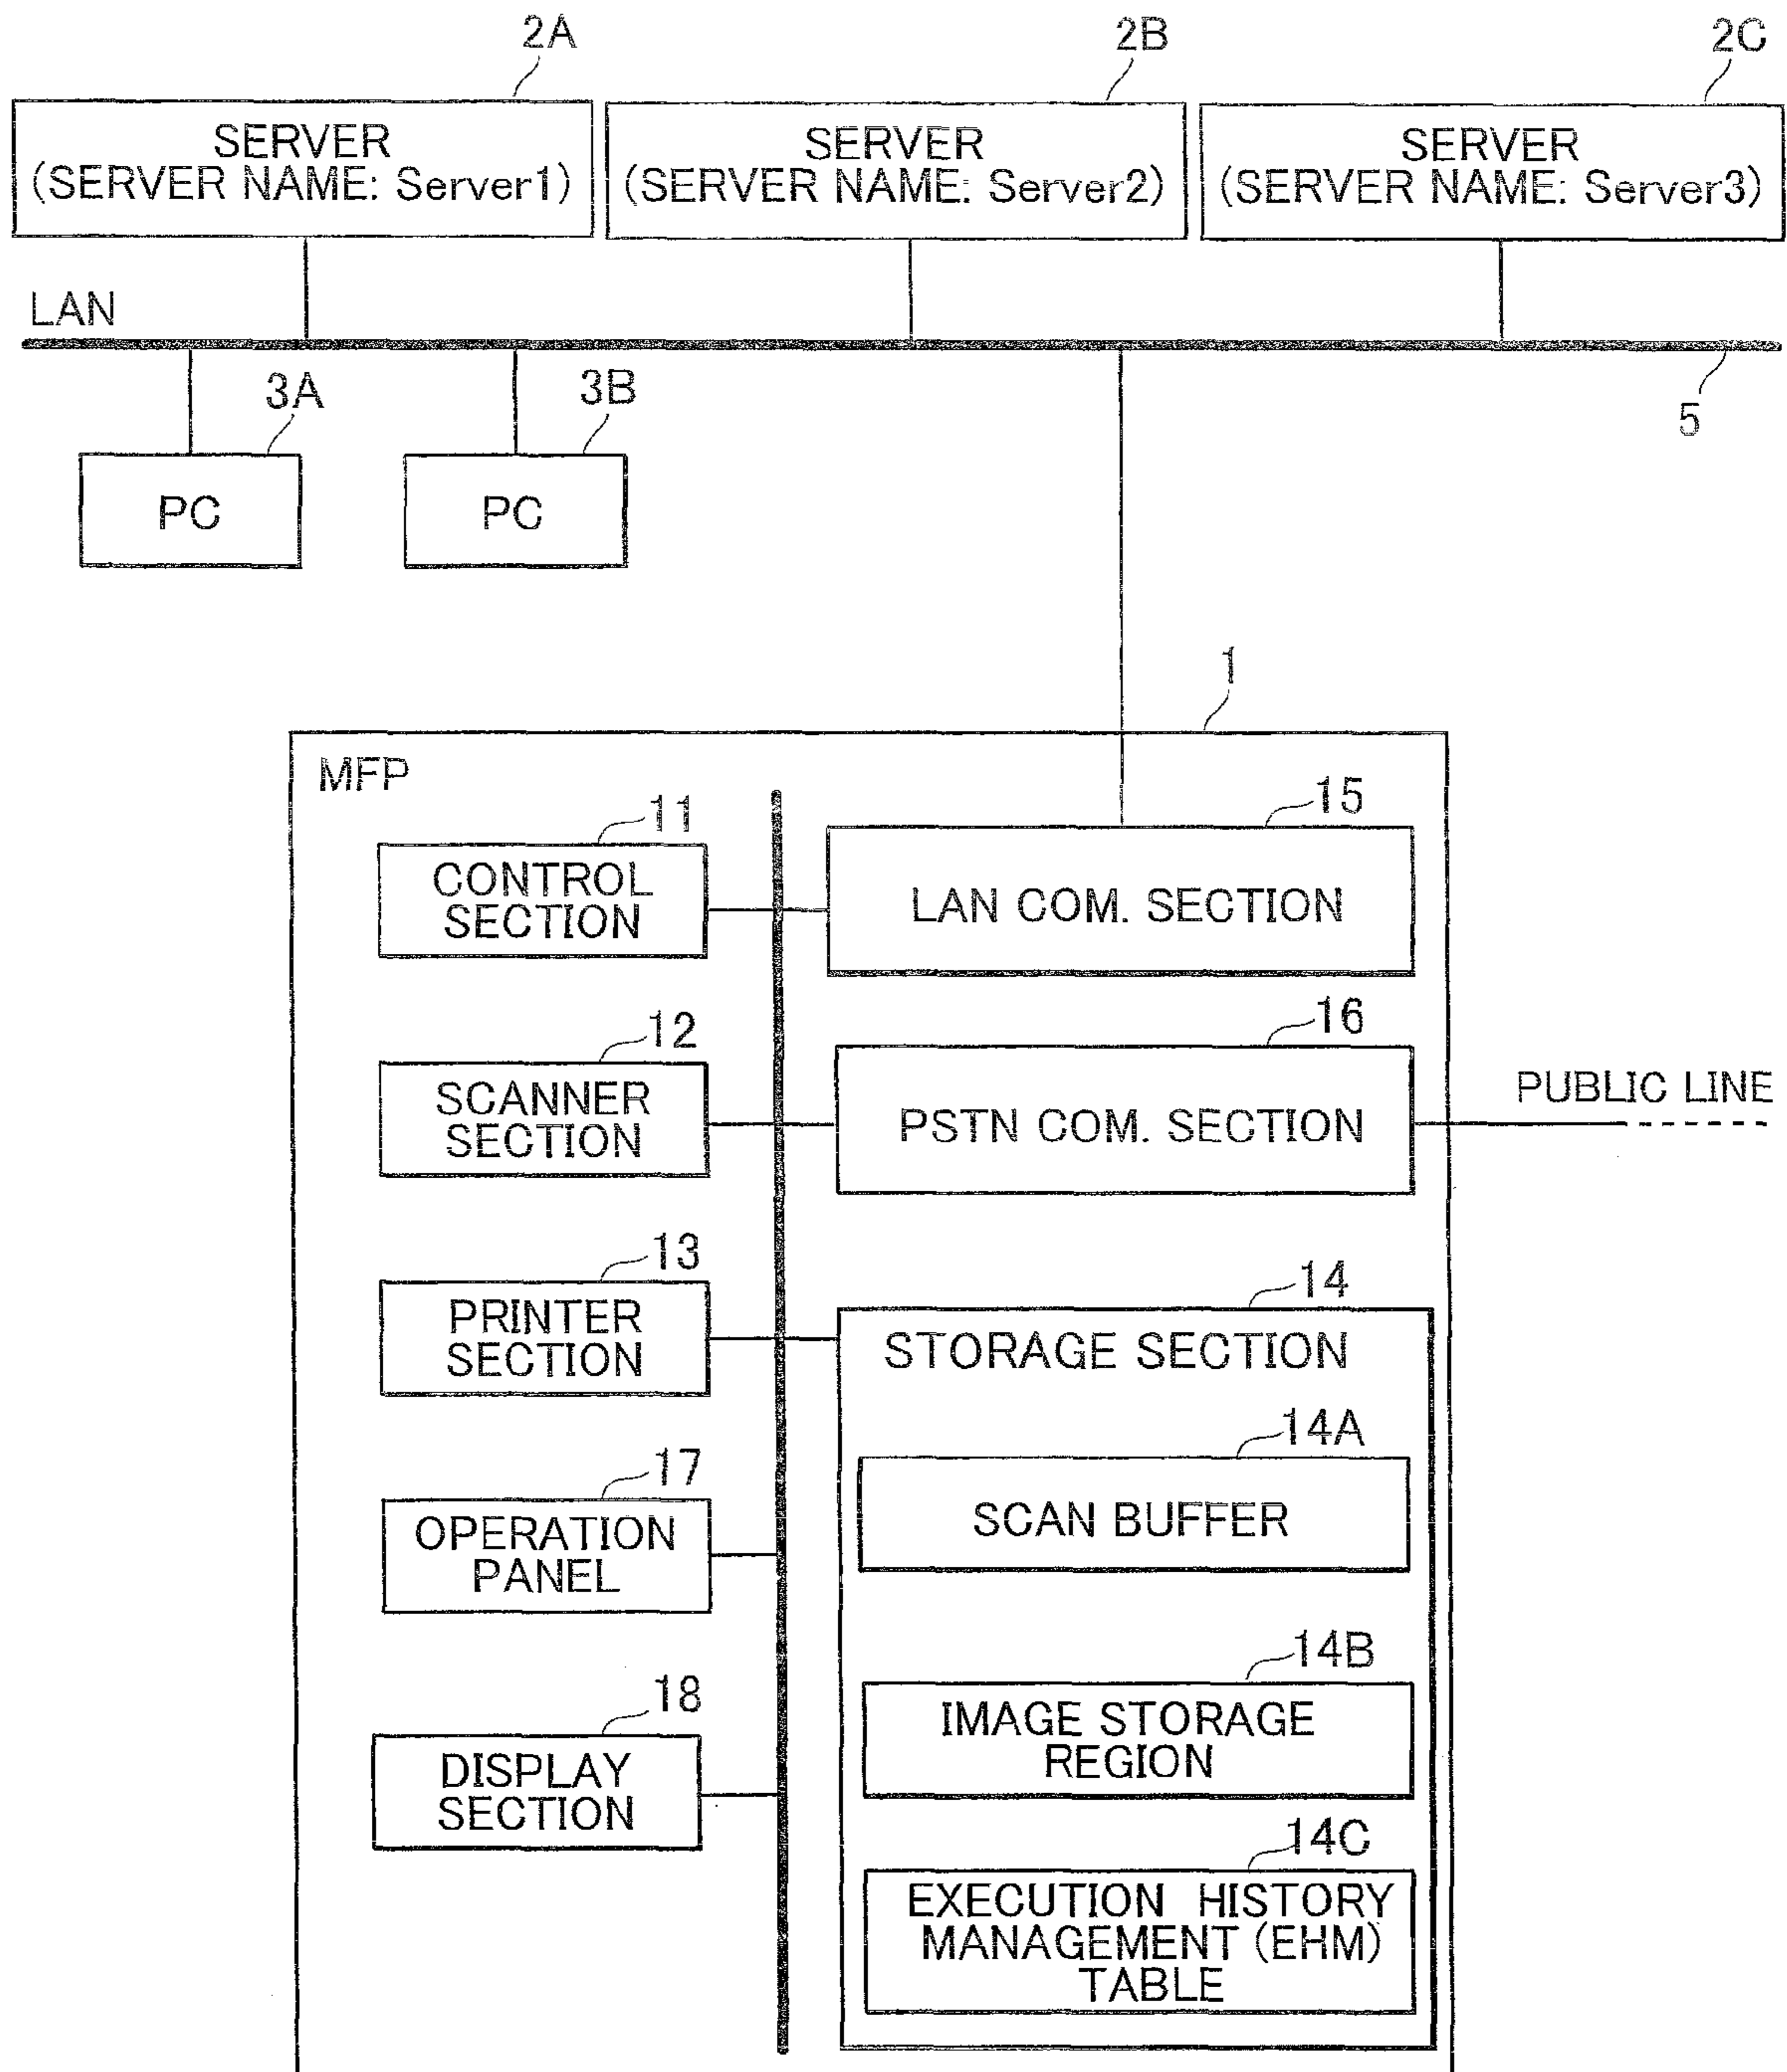 2A
2B
2C
SERVER
(SERVER NAME: Server1)
SERVER
(SERVER NAME: Server2)
SERVER
(SERVER NAME: Server3)
LAN
5
3A
3B
PC
PC
1
MFP
11
CONTROL
SECTION
15
LAN COM. SECTION
12
SCANNER
SECTION
16
PSTN COM. SECTION
PUBLIC LINE
13
PRINTER
SECTION
14
STORAGE SECTION
14A
SCAN BUFFER
17
OPERATION
PANEL
14B
IMAGE STORAGE
REGION
18
DISPLAY
SECTION
14C
EXECUTION HISTORY
MANAGEMENT (EHM)
TABLE